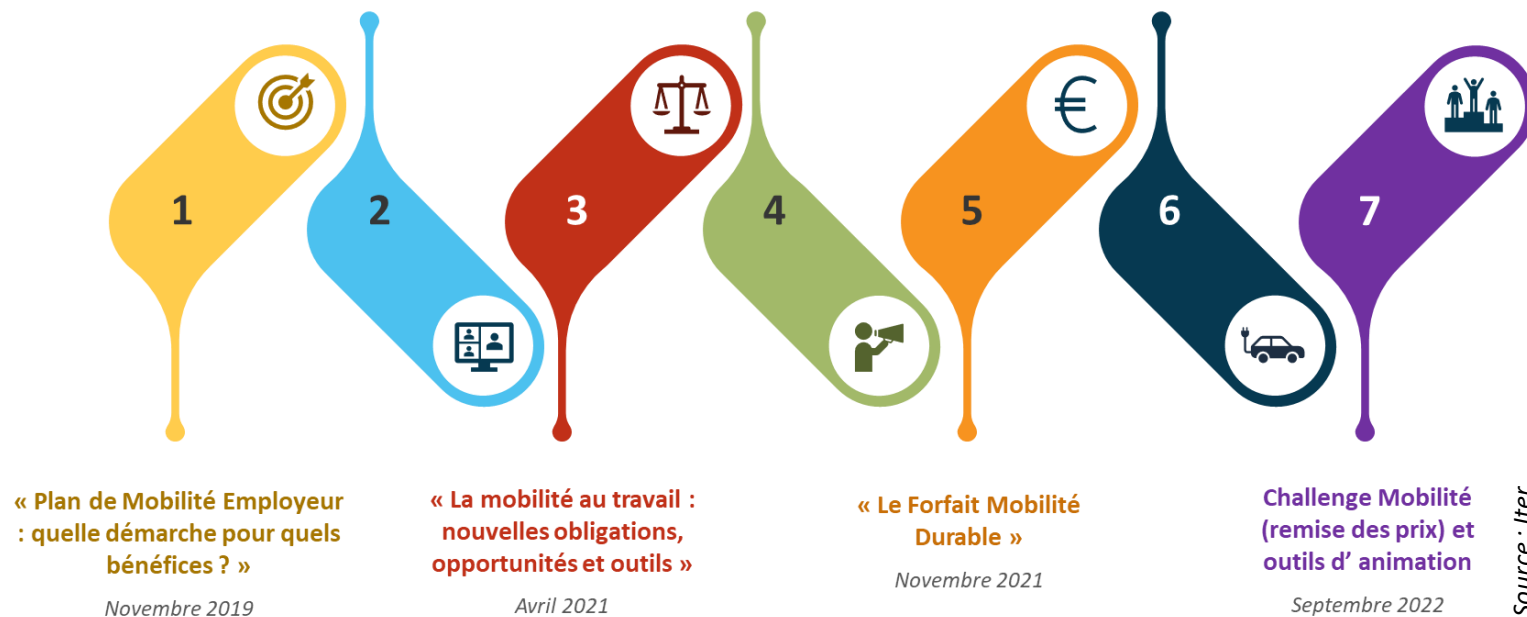 1
2
3
4
5
6
7
« Plan de Mobilité Employeur
: quelle démarche pour quels
bénéfices ? »
Novembre 2019
« La mobilité au travail :
nouvelles obligations,
opportunités et outils »
Avril 2021
« Le Forfait Mobilité
Durable »
Novembre 2021
Challenge Mobilité
(remise des prix) et
outils d’ animation
Septembre 2022
Source : Iter